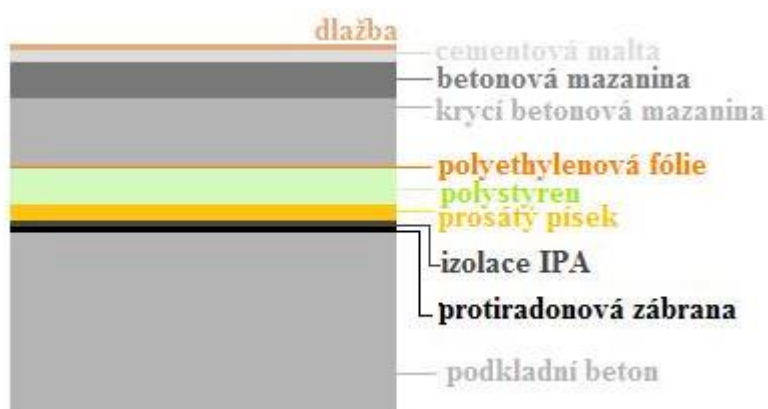 dlažba
cementová malta
betonová mazanina
krycí betonová mazanina
polyethylenová fólie
polystyren
prosátý písek
izolace IPA
protiradonová zábrana
podkladní beton